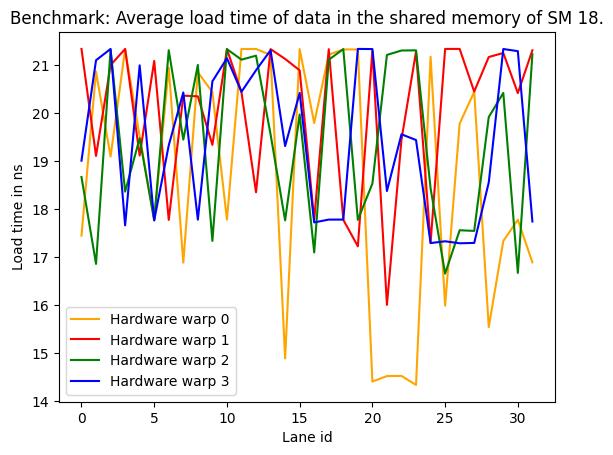 Benchmark: Average load time of data in the shared memory of SM 18.
Load time in ns
21
20
19
18
17
16
15
14
Hardware warp 0
Hardware warp 1
Hardware warp 2
Hardware warp 3
0 5 10 15 20 25 30
Lane id